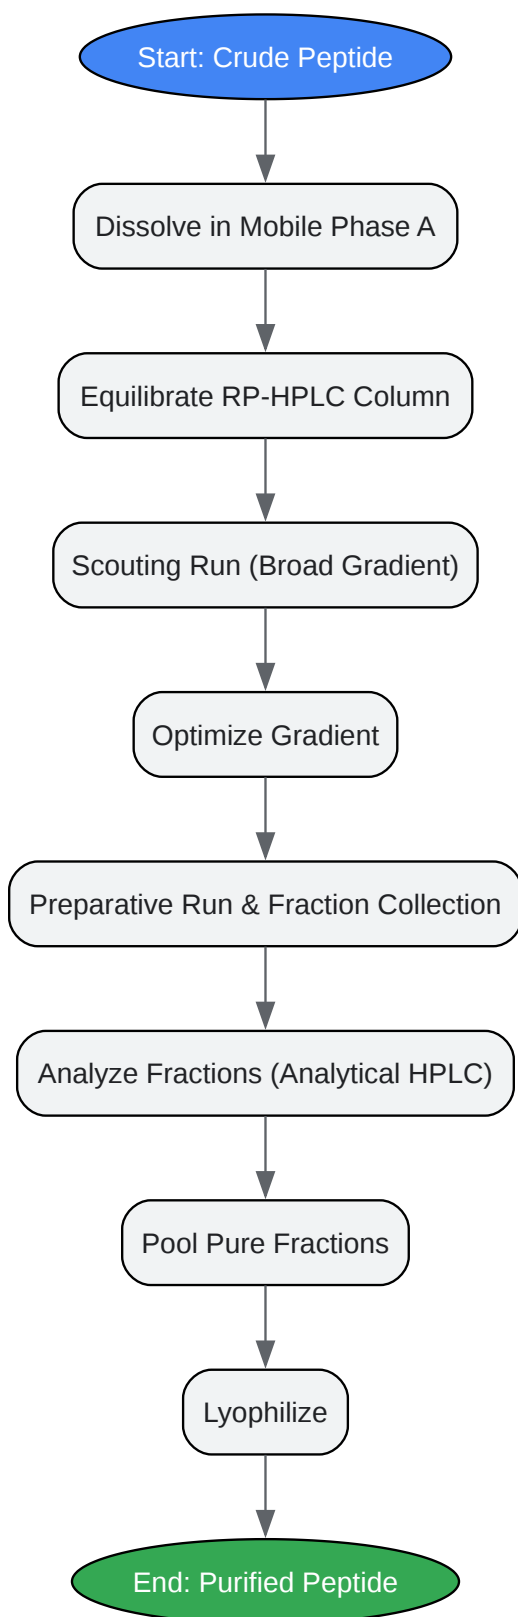 Start: Crude Peptide
Dissolve in Mobile Phase A
Equilibrate RP-HPLC Column
Scouting Run (Broad Gradient)
Optimize Gradient
Preparative Run & Fraction Collection
Analyze Fractions (Analytical HPLC)
Pool Pure Fractions
Lyophilize
End: Purified Peptide